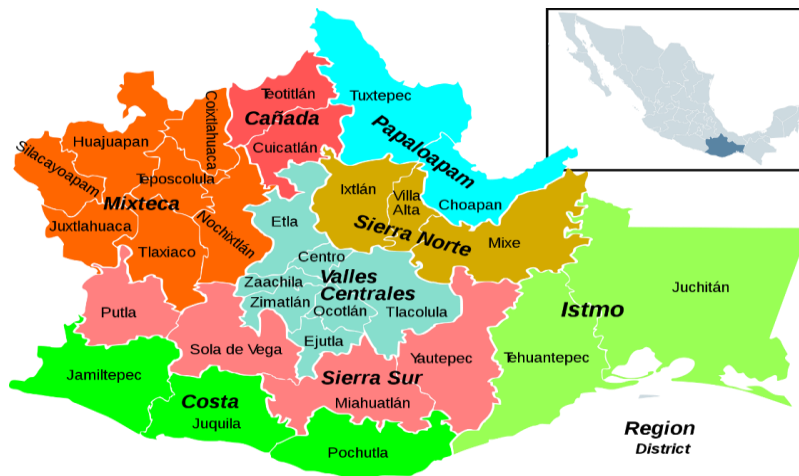 Teotitlán
Tuxtepec
Coixtlahuaca
Cañada
Papaloapam
Huajuapan
Cuicatlán
Silacayoapam
Teposcolula
Ixtlán
Villa
Alta
Mixteca
Choapan
Juxtlahuaca
Nochixtlán
Etla
Sierra Norte
Mixe
Tlaxiaco
Centro
Zaachila
Valles
Centrales
Juchitán
Zimatlán
Putla
Ocotlán
Tlacolula
Istmo
Ejutla
Sola de Vega
Yautepec
Tehuantepec
Jamiltepec
Sierra Sur
Costa
Miahuatlán
Juquila
Pochutla
Region
District